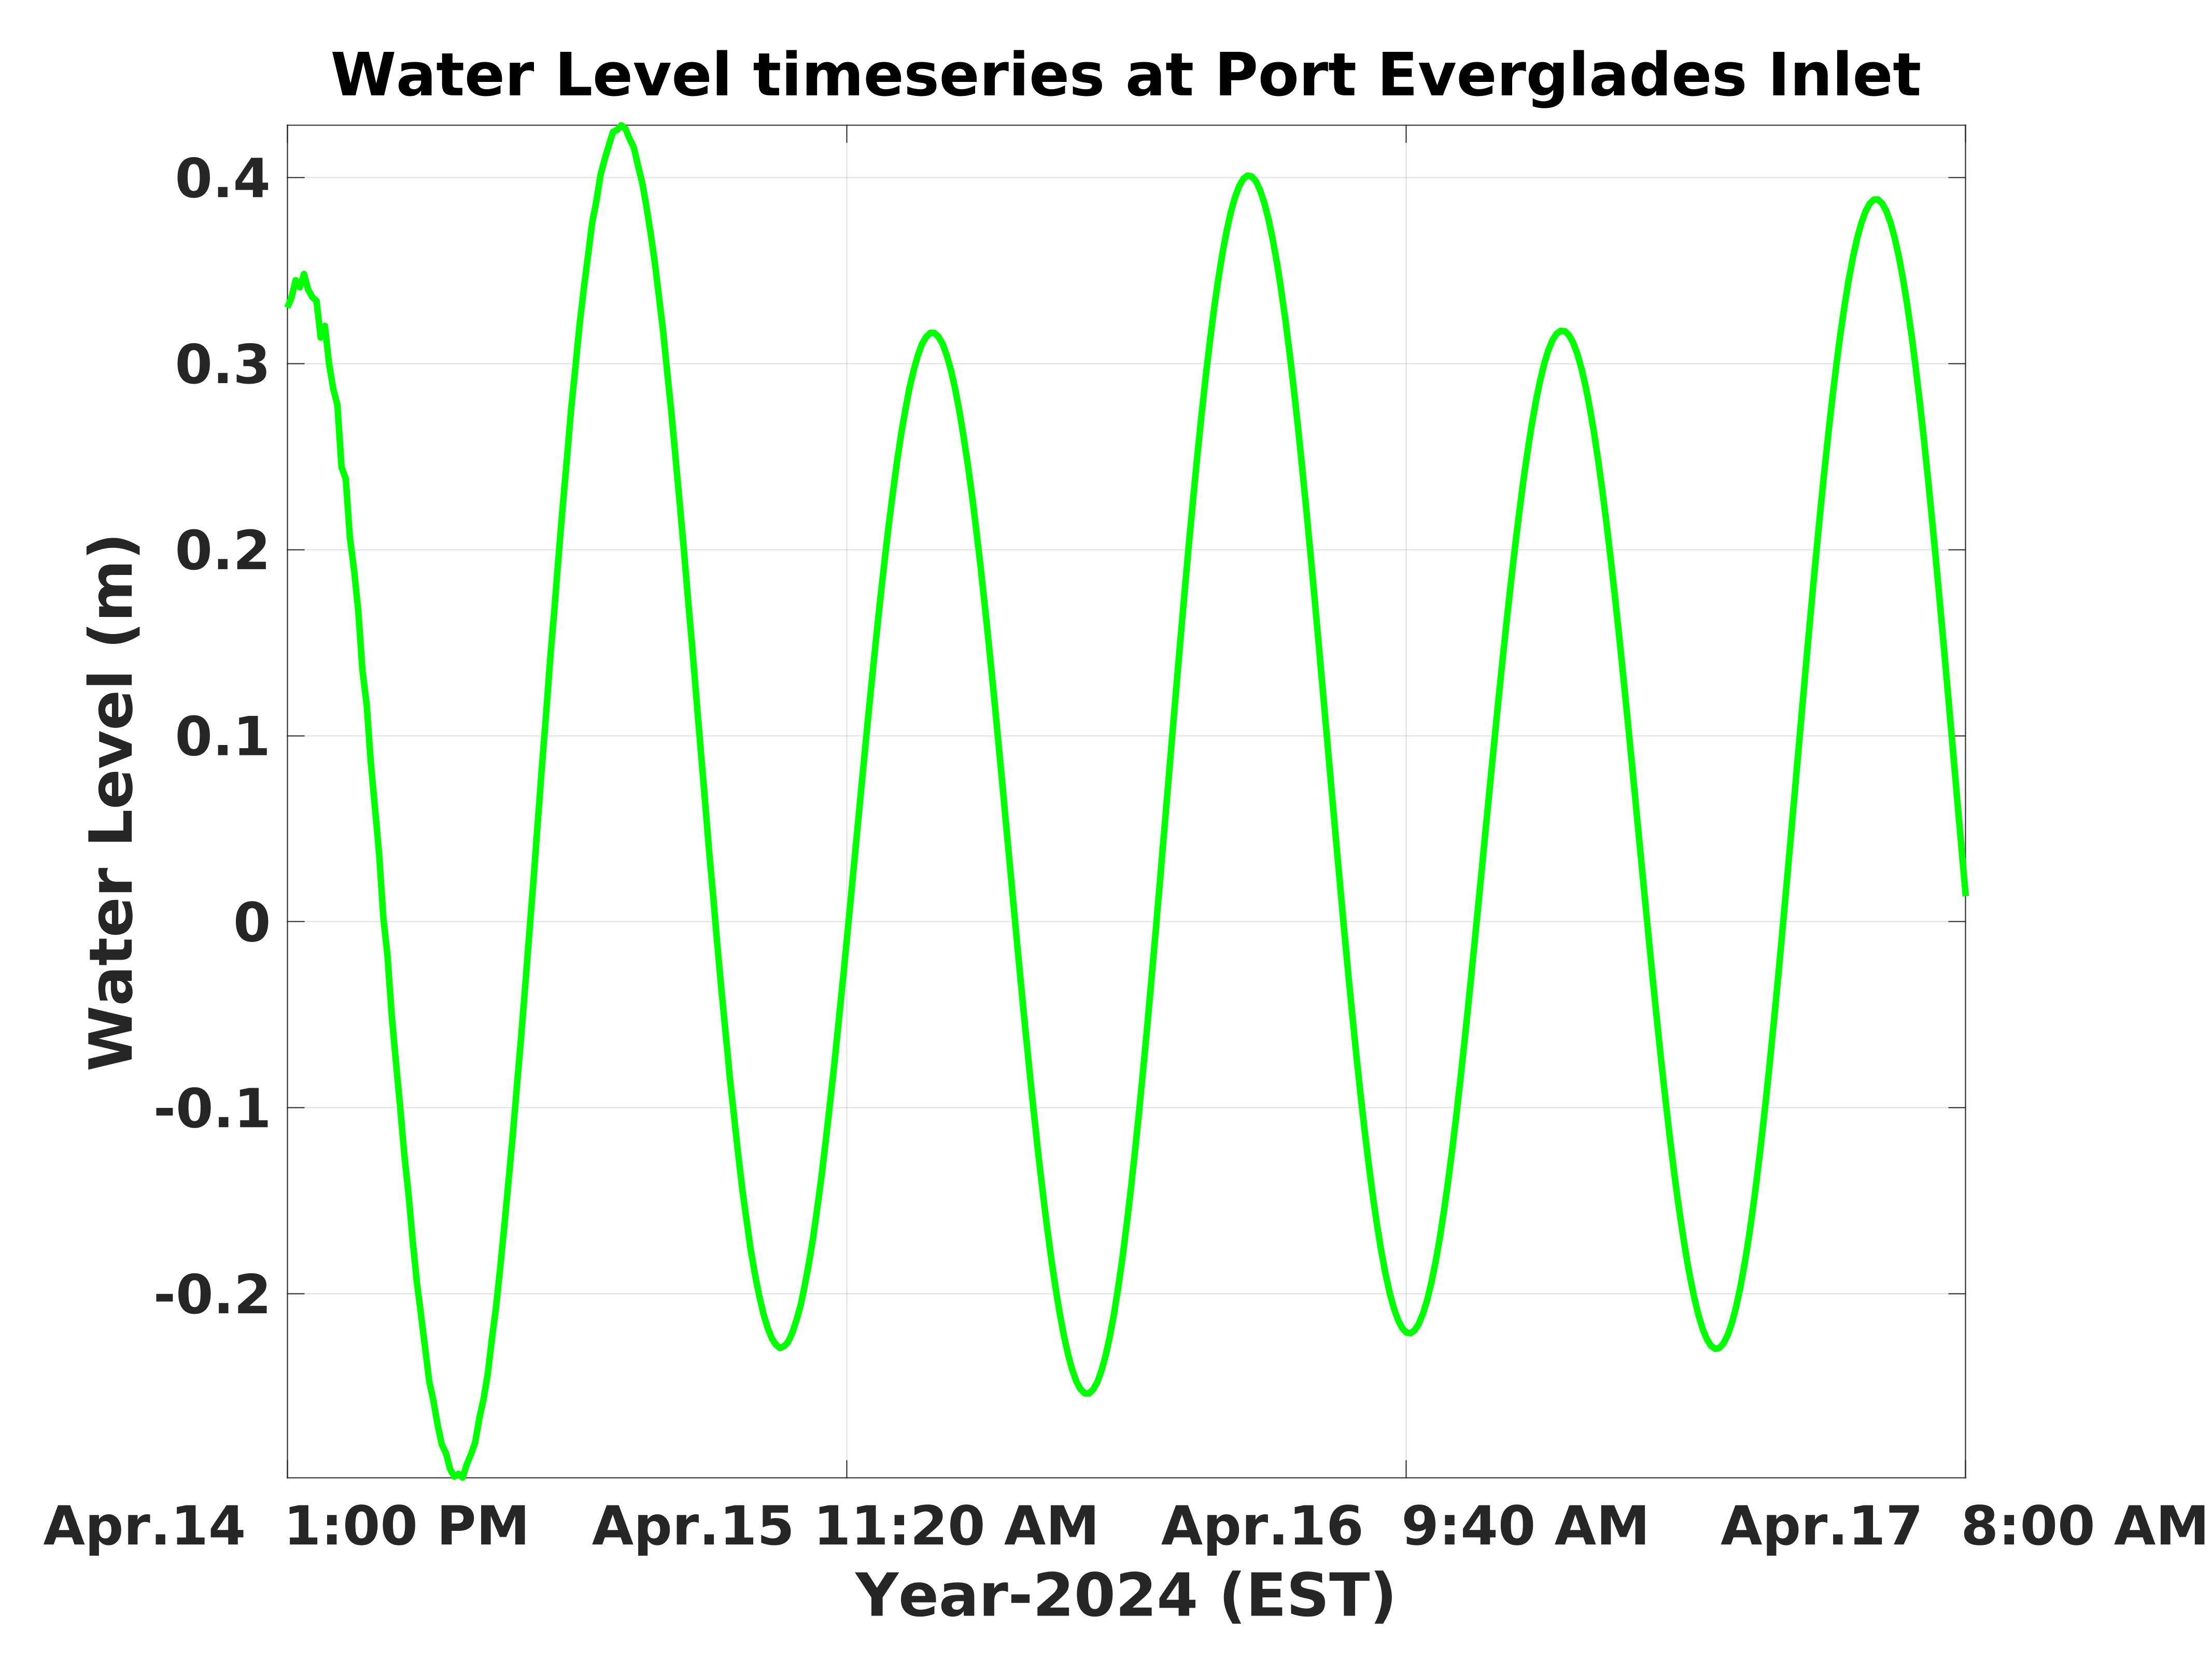 Water Level timeseries at Port Everglades Inlet
0.4
0.3
0.2
0.1
0
-0.1
-0.2
Water Level (m)
Apr.14 1:00 PM Apr.15 11:20 AM Apr.16 9:40 AM Apr.17 8:00 AM
Year-2024 (EST)